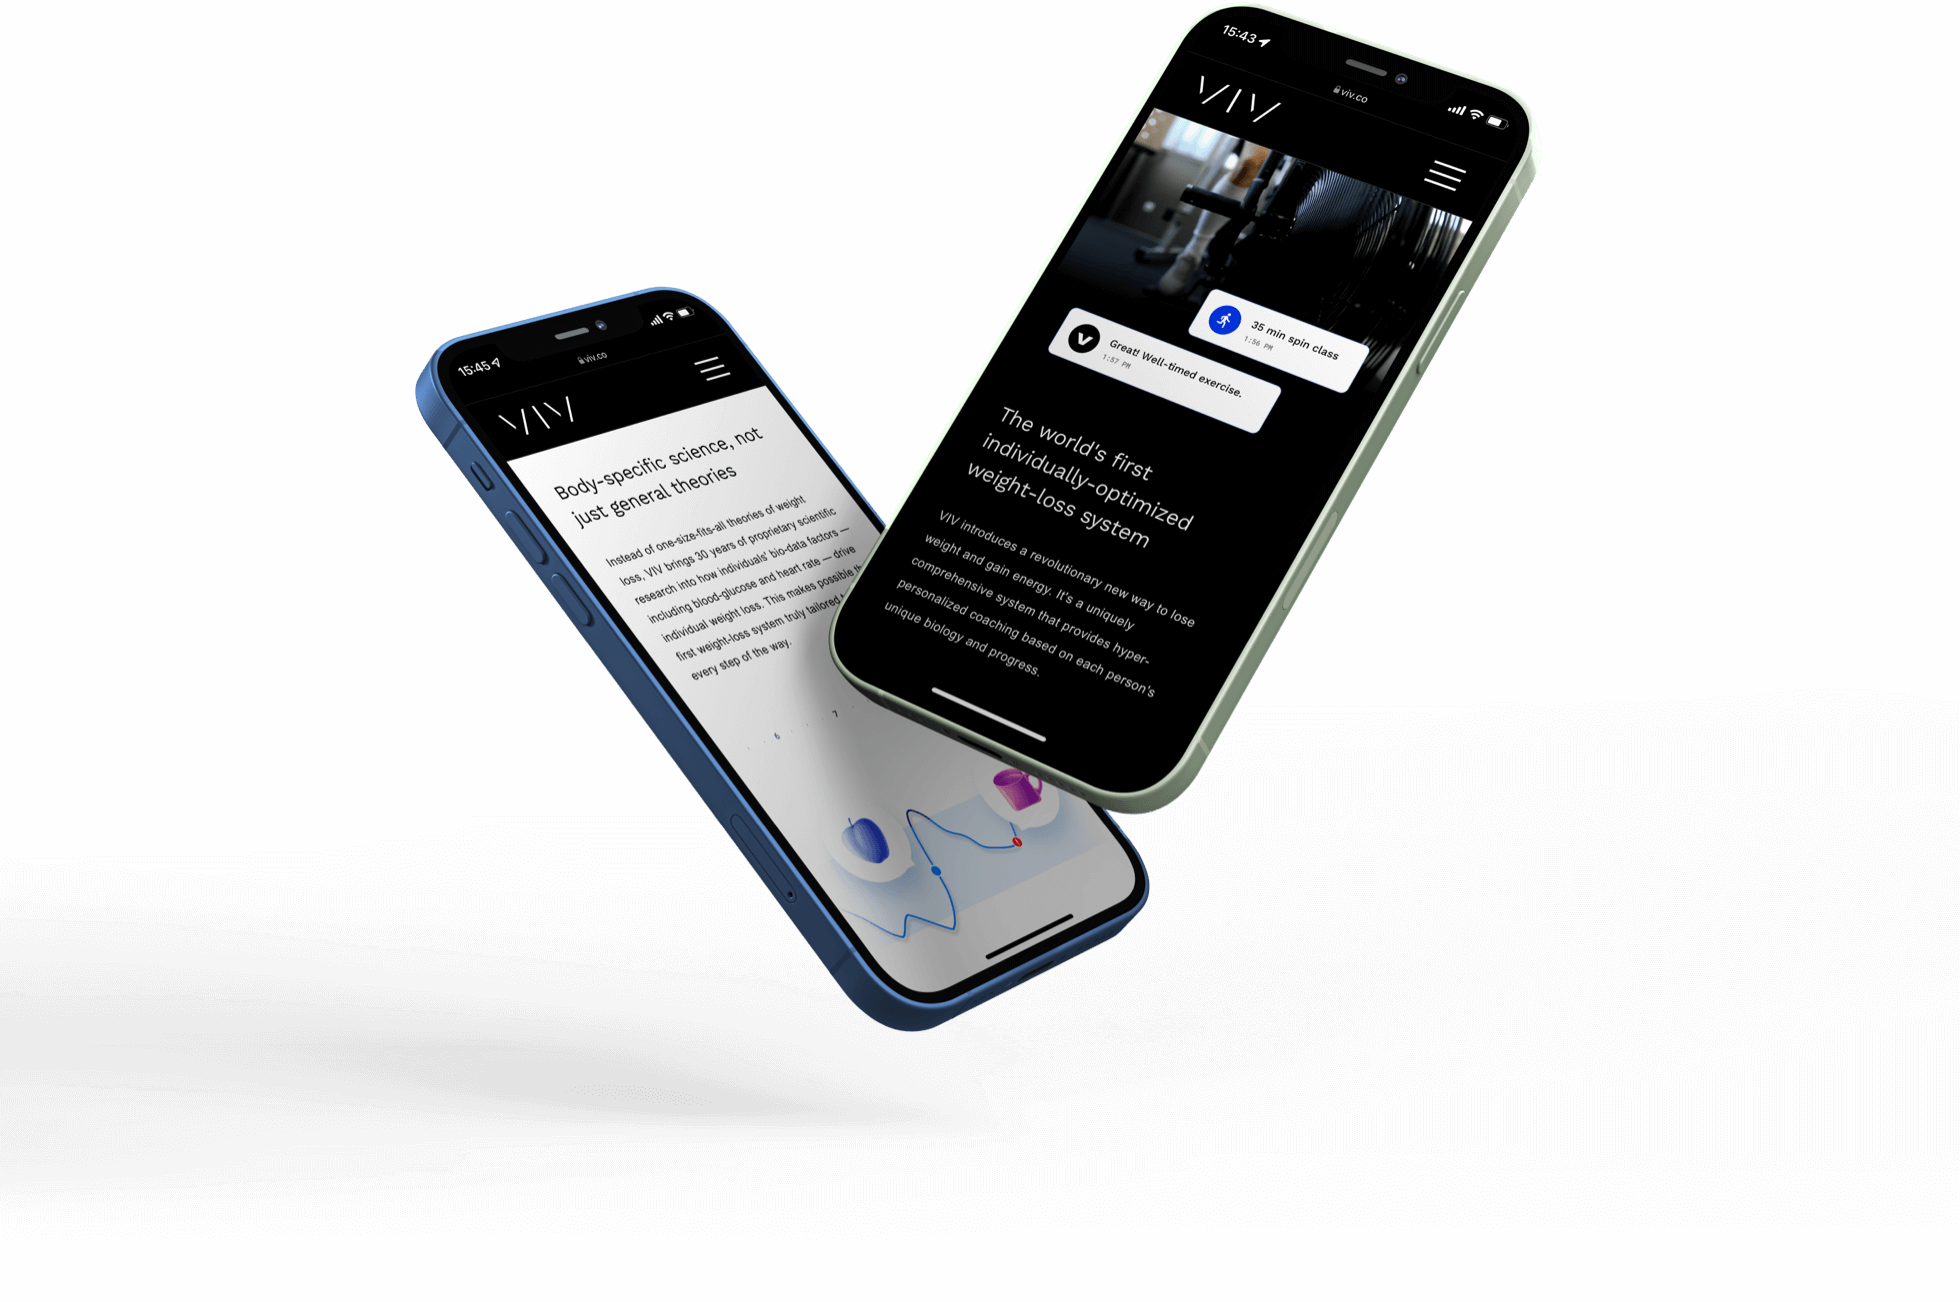 15:45
viv.co
VIV
Body-specific science, not
just general theories
Instead of one-size-fits-all theories of weight
loss, VIV brings 30 years of proprietary scientific
research into how individuals' bio-data factors —
including blood-glucose and heart rate — drive
individual weight loss. This makes possible
first weight-loss system truly tailored
every step of the way.
6
7
15:43
viv.co
VIV
35 min spin class
1:56 PM
Great! Well-timed exercise.
1:57 PM
The world's first
individually-optimized
weight-loss system
VIV introduces a revolutionary new way to lose
weight and gain energy. It's a uniquely
comprehensive system that provides hyper-
personalized coaching based on each person's
unique biology and progress.